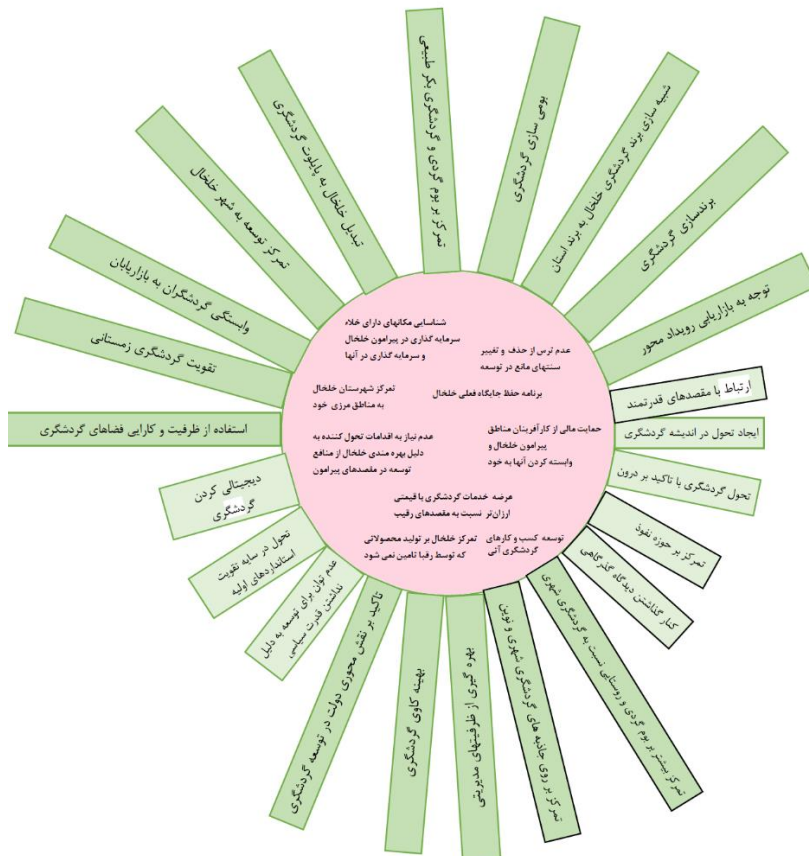 تمرکز بر بوم گردی و گردشگری بکر طبیعی
بومی سازی گردشگری
شبیه سازی برند گردشگری خلخال به برند استان
برندسازی گردشگری
توجه به بازاریابی رویداد محور
ارتباط با مقصدهای قدرتمند
ایجاد تحول در اندیشه گردشگری
تحول گردشگری با تاکید بر درون
تمرکز بر حوزه نفوذ
کنار گذاشتن دیدگاه گذرگاهی
تمرکز بیشتر بر بوم گردی و روستایی نسبت به گردشگری شهری
تمرکز بر روی جاذبه های گردشگری شهری و نوین
بهره گیری از ظرفیتهای مدیریتی
بهینه کاوی گردشگری
تاکید بر نقش محوری دولت در توسعه گردشگری
عدم توان برای توسعه به دلیل
نداشتن قدرت سیاسی
تحول در سایه تقویت
استانداردهای اولیه
دیجیتالی کردن
گردشگری
استفاده از ظرفیت و کارایی فضاهای گردشگری
تقویت گردشگری زمستانی
وابستگی گردشگران به بازاریابان
تمرکز توسعه به شهر خلخال
تبدیل خلخال به پایلوت گردشگری
شناسایی مکانهای دارای خلاء
سرمایه گذاری در پیرامون خلخال
و سرمایه گذاری در آنها
عدم ترس از حذف و تغییر
سنتهای مانع در توسعه
برنامه حفظ جایگاه فعلی خلخال
تمرکز شهرستان خلخال
به مناطق مرزی خود
حمایت مالی از کارآفرینان مناطق
پیرامون خلخال و
وابسته کردن آنها به خود
عدم نیاز به اقدامات تحول کننده به
دلیل بهره مندی خلخال از منافع
توسعه در مقصدهای پیرامون
عرضه خدمات گردشگری با قیمتی
ارزان‌تر نسبت به مقصدهای رقیب
توسعه کسب و کارهای
گردشگری آتی
تمرکز خلخال بر تولید محصولاتی
که توسط رقبا تامین نمی شود